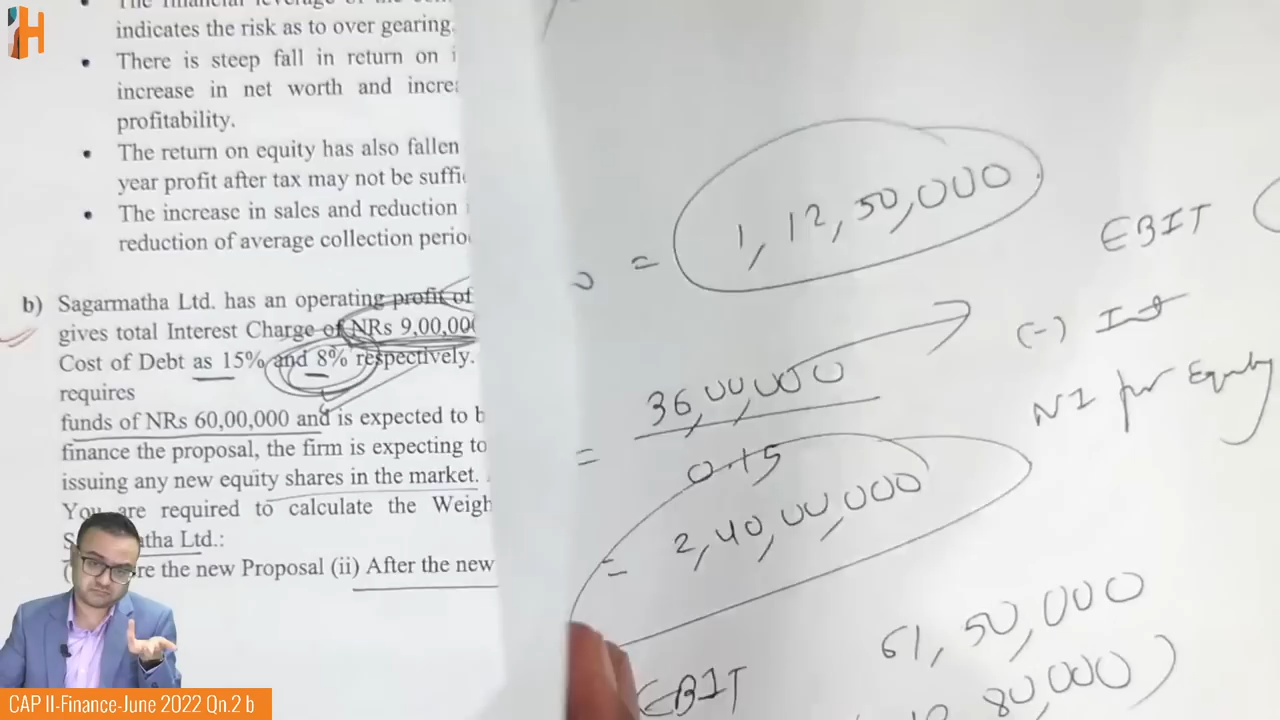 H
indicates the risk as to over gearing.
There is steep fall in return on
increase in net worth and
profitability.
The return on equity has also fallen
year profit after tax may not be
The increase in sales and reduction
reduction of average collection
b) Sagarmatha Ltd. has an operating profit of
gives total Interest Charge of NRs 9,00,00
Cost of Debt as 15% and 8% respectively.
requires
funds of NRs 60,00,000 and is expected to
finance the proposal, the firm is expecting to
issuing any new equity shares in the market.
You are required to calculate the
Ltd.:
the new Proposal (ii) After the new
= 1,12,50,000
= 36,00,000
0.15
= 2,40,00,000
EBIT
(-) Int
NI for Equity
61,50,000
80,000)
EBIT
CAP II-Finance-June 2022 Qn.2 b